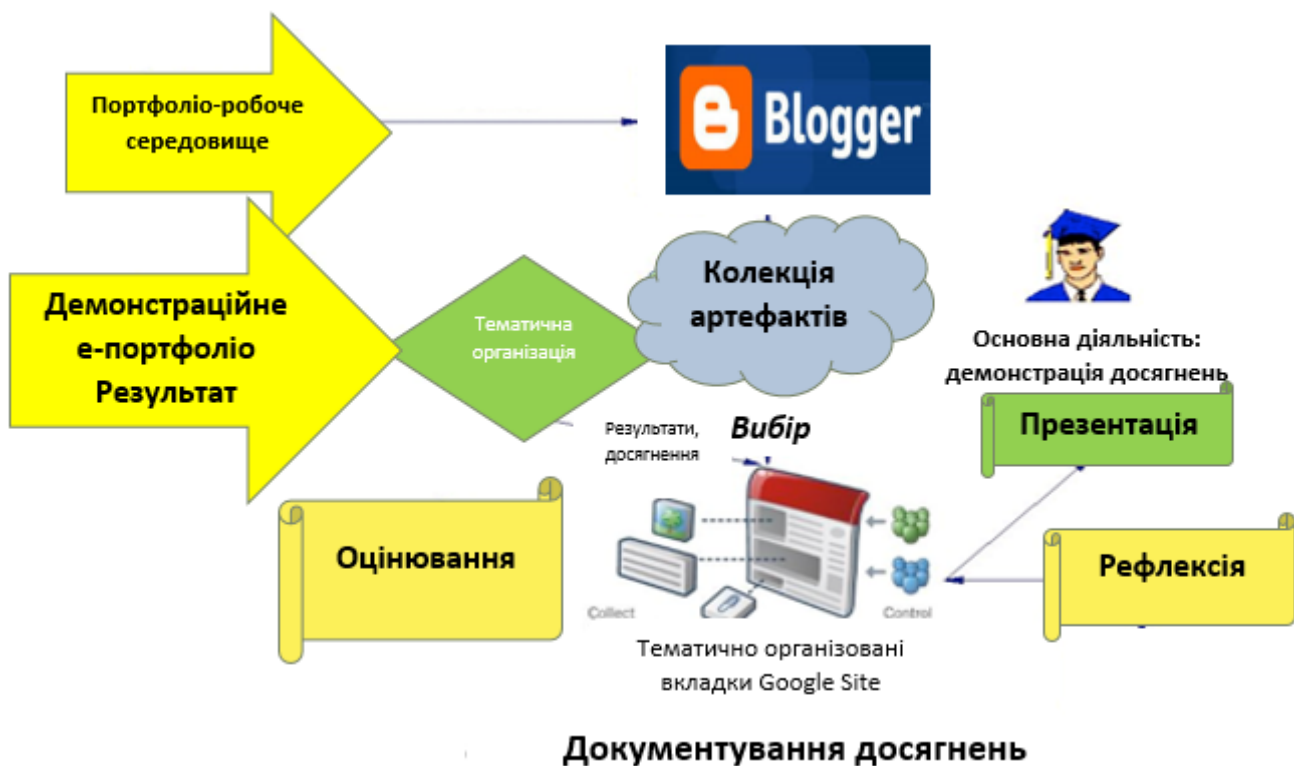 Портфоліо-робоче
середовище
Blogger
Демонстраційне
е-портфоліо
Результат
Тематична
організація
Колекція
артефактів
Основна діяльність:
демонстрація досягнень
Презентація
Результати,
досягнення
Вибір
Оцінювання
Рефлексія
Collect
Control
Тематично організовані
вкладки Google Site
Документування досягнень